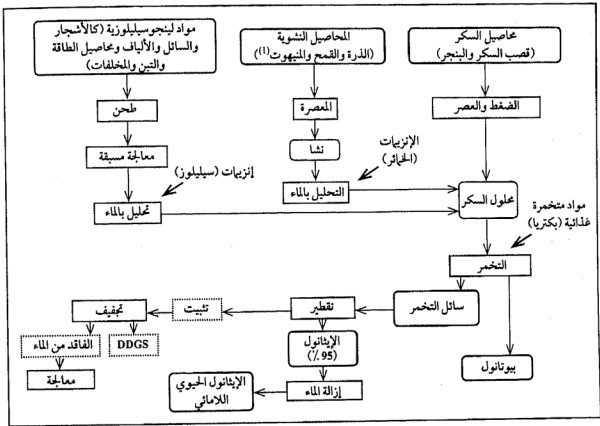 محاصيل السكر
(قصب السكر والبنجر)
المحاصيل النشوية
(الذرة والقمح والمنيهوت(1))
مواد لينجوسيليلوزية (كالأشجار
والسائل والألياف ومحاصيل الطاقة
والتبن والمخلفات)
الضغط والعصر
المعصرة
طحن
نشا
الإنزيمات
(الخمائر)
معالجة مسبقة
إنزيمات (سيليلوز)
محلول السكر
التحليل بالماء
تحليل بالماء
مواد متخمرة
غذائية (بكتريا)
التخمر
سائل التخمر
نقطير
تثبيت
تجفيف
الإيثانول
(95 ٪)
DDGS
الفاقد من الماء
بيوتانول
إزالة الماء
الإيثانول الحيوي
اللامائي
معالجة